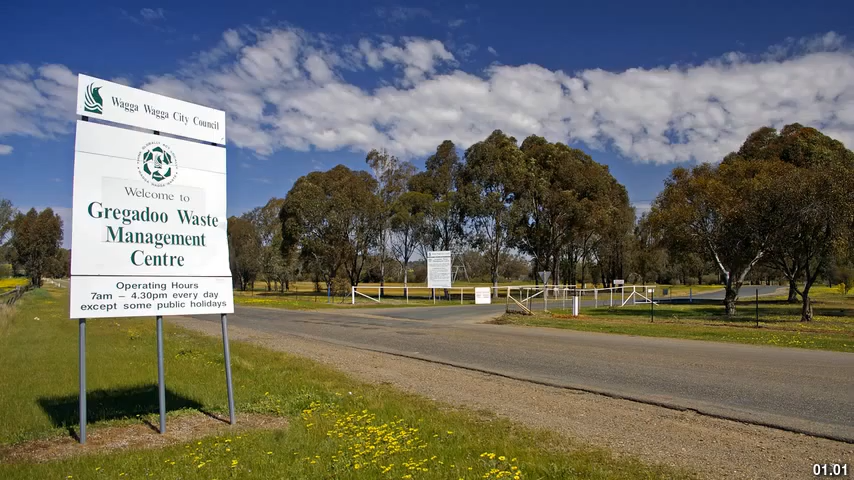 Wagga Wagga City Council
Welcome to
Gregadoo Waste
Management
Centre
Operating Hours
7am – 4.30pm every day
except some public holidays
01.01